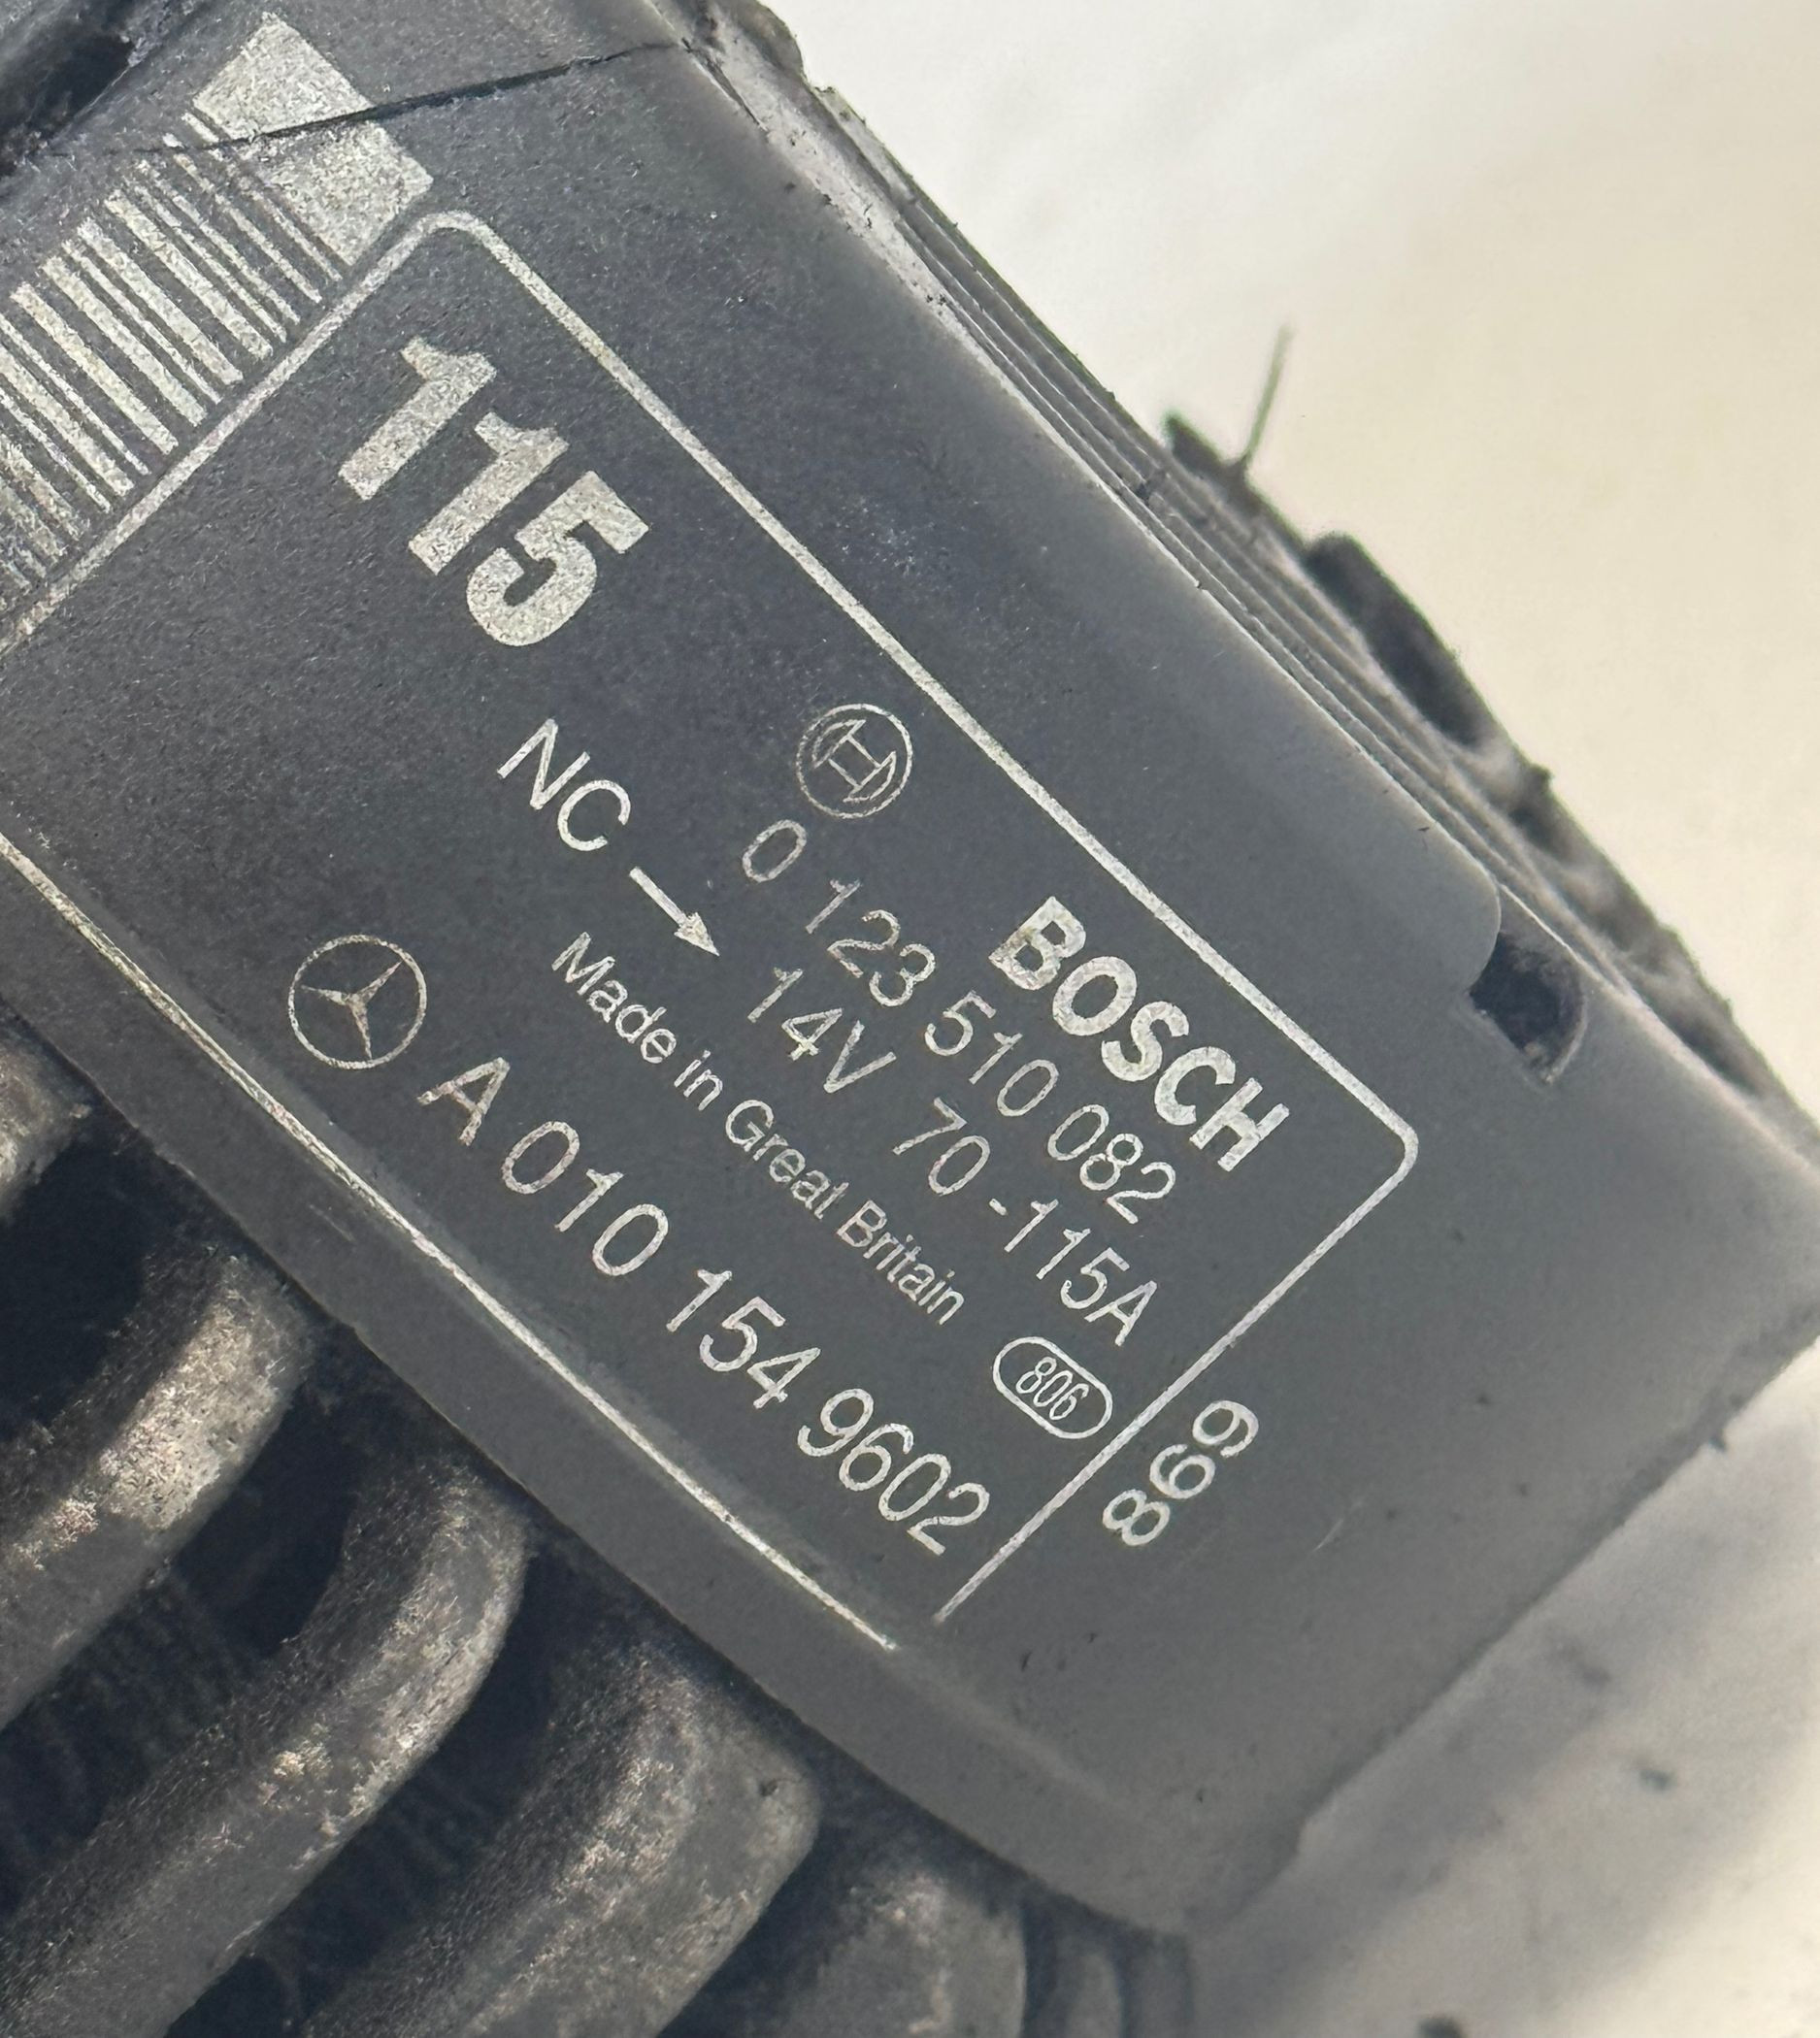 115
BOSCH
0 123 510 082
NC → 14V 70 -115A
Made in Great Britain 806
A 010 154 9602
869